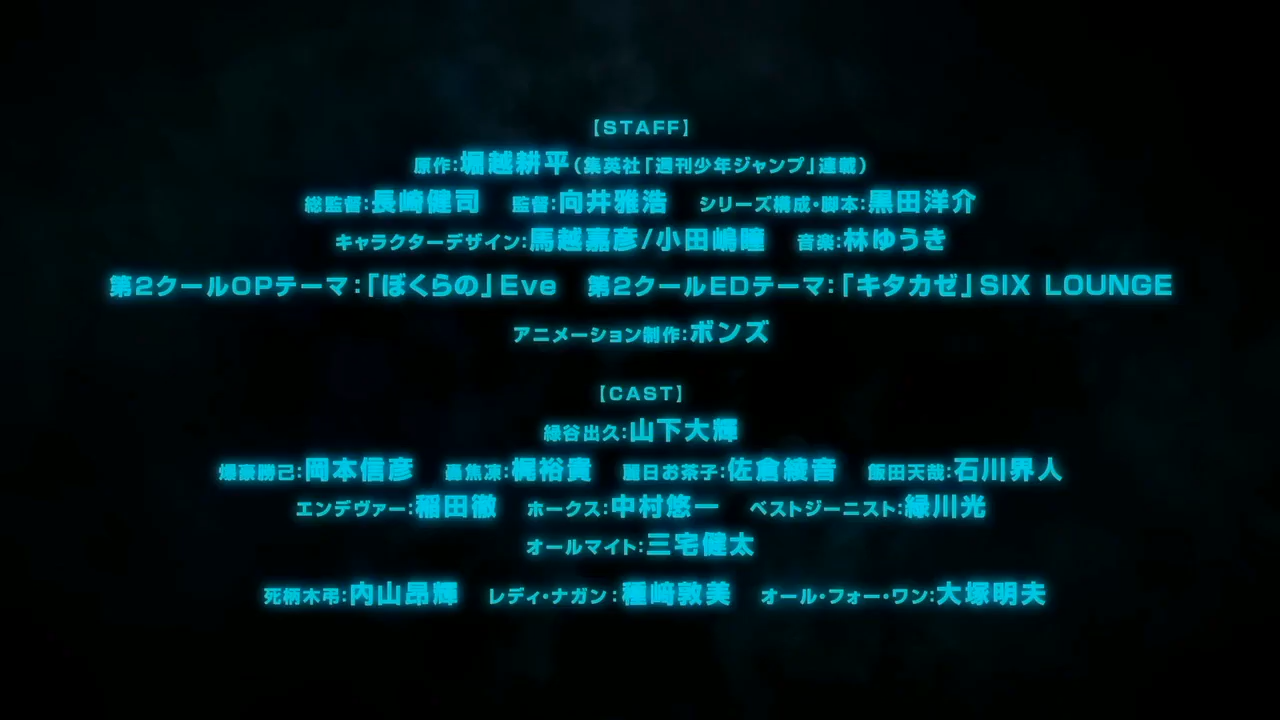 【STAFF】
原作:堀越耕平(集英社「週刊少年ジャンプ」連載)
総監督:長崎健司 監督:向井雅浩 シリーズ構成・脚本:黒田洋介
キャラクターデザイン:馬越嘉彦/小田嶋瞳 音楽:林ゆうき
第2クールOPテーマ:『ぼくらの』Eve 第2クールEDテーマ:『キタカゼ』SIX LOUNGE
アニメーション制作:ボンズ
【CAST】
緑谷出久:山下大輝
爆豪勝己:岡本信彦 轟焦凍:梶裕貴 麗日お茶子:佐倉綾音 飯田天哉:石川界人
エンデヴァー:稲田徹 ホークス:中村悠一 ベストジーニスト:緑川光
オールマイト:三宅健太
死柄木弔:内山昂輝 レディ・ナガン:種﨑敦美 オール・フォー・ワン:大塚明夫